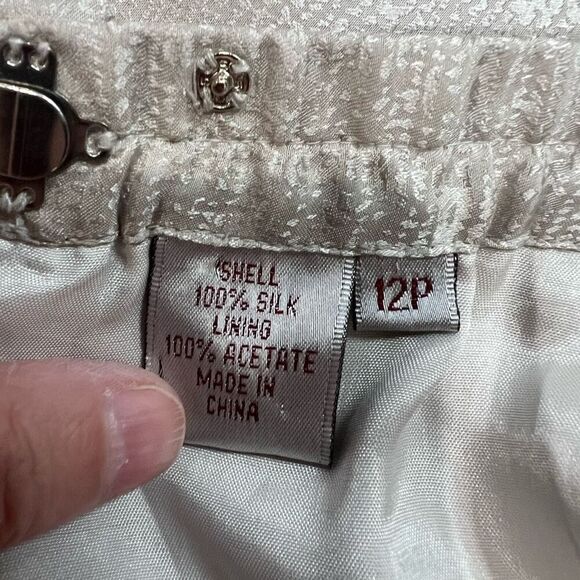 SHELL
100% SILK
LINING
100% ACETATE
MADE IN
CHINA
12P